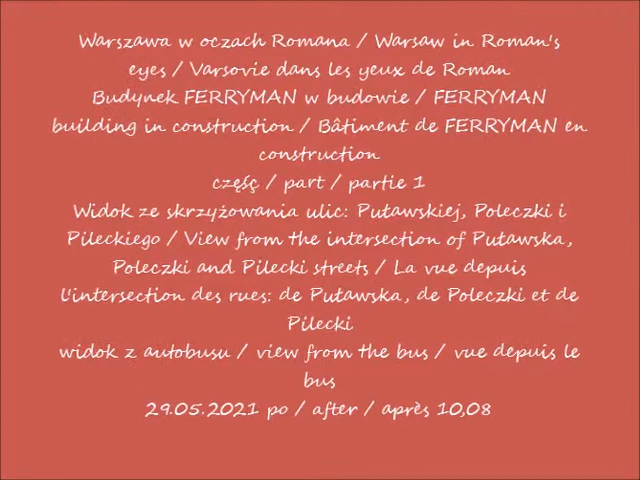 Warszawa w oczach Romana / Warsaw in Roman's
eyes / Varsovie dans les yeux de Roman
Budynek FERRYMAN w budowie / FERRYMAN
building in construction / Bâtiment de FERRYMAN en
construction
częśç / part / partie 1
Widok ze skrzyżowania ulic: Puławskiej, Poleczki i
Pileckiego / View from the intersection of Puławska,
Poleczki and Pilecki streets / La vue depuis
l'intersection des rues: de Puławska, de Poleczki et de
Pilecki
widok z autobusu / view from the bus / vue depuis le
bus
29.05.2021 po / after / après 10,08